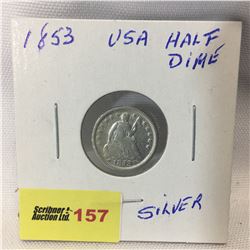 1853 USA HALF
DIME
Scribner
Auction Ltd. 157
SILVER